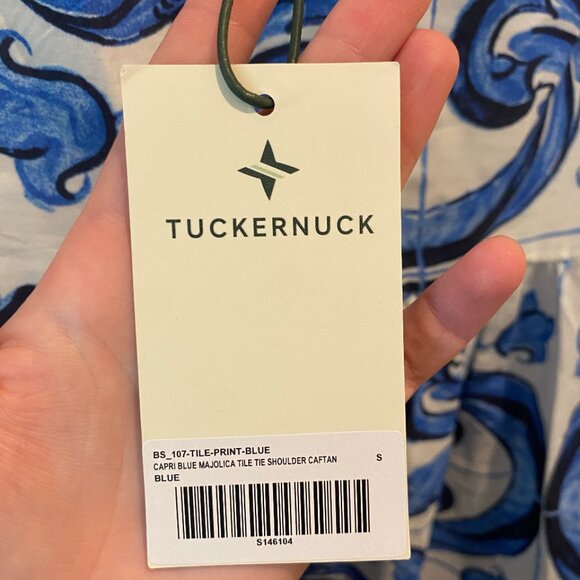 TUCKERNUCK
BS_107-TILE-PRINT-BLUE
CAPRI BLUE MAJOLICA TILE TIE SHOULDER CAFTAN S
BLUE
S146104